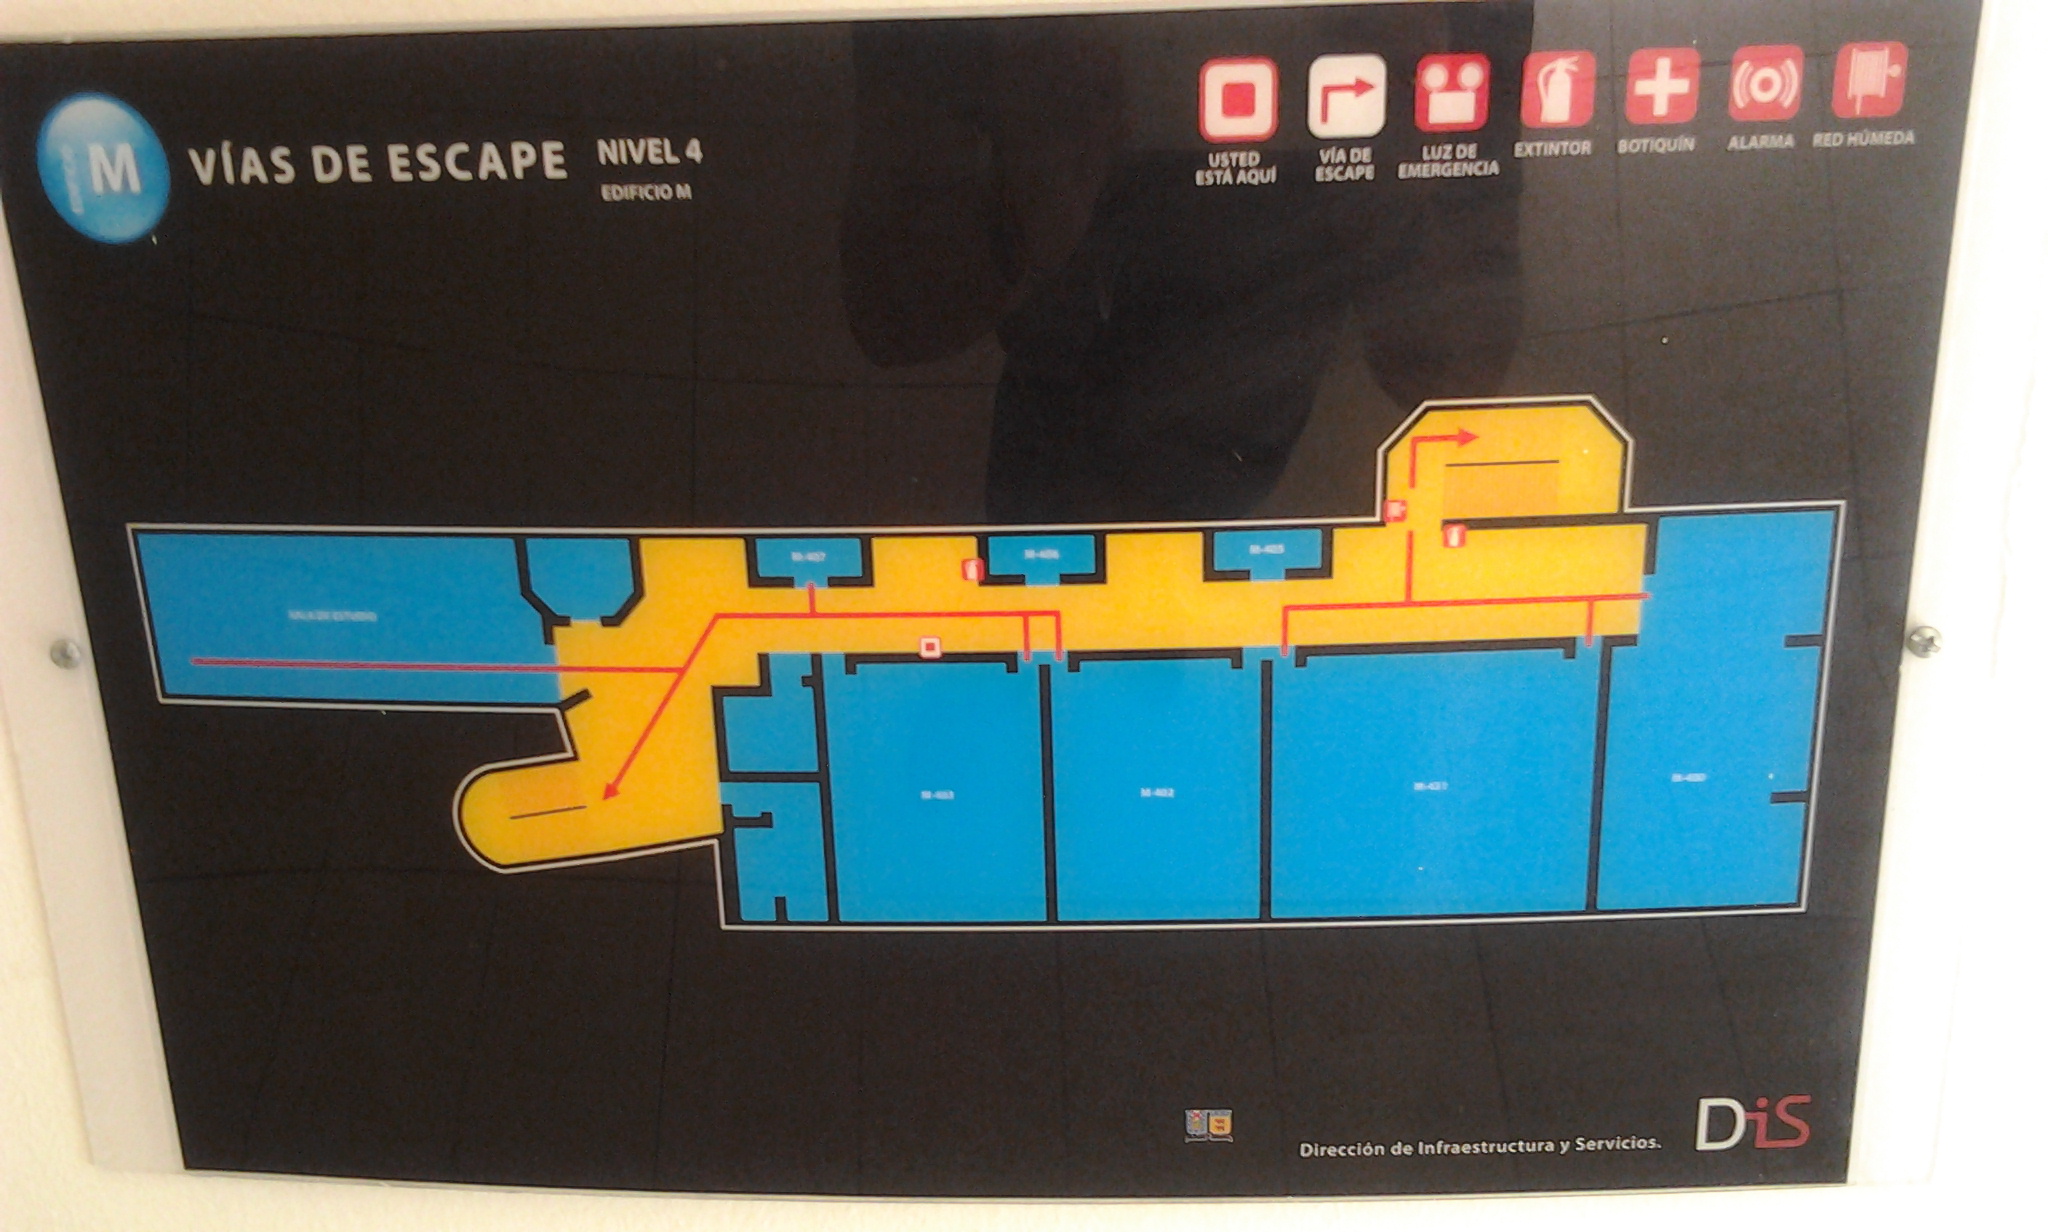 EDIFICIO
M
VÍAS DE ESCAPE
NIVEL 4
EDIFICIO M
USTED
ESTÁ AQUÍ
VÍA DE
ESCAPE
LUZ DE
EMERGENCIA
EXTINTOR
BOTIQUÍN
ALARMA
RED HÚMEDA
M-407
M-406
M-405
SALA DE ESTUDIO
M-403
M-402
M-401
M-400
Dirección de Infraestructura y Servicios.
DiS